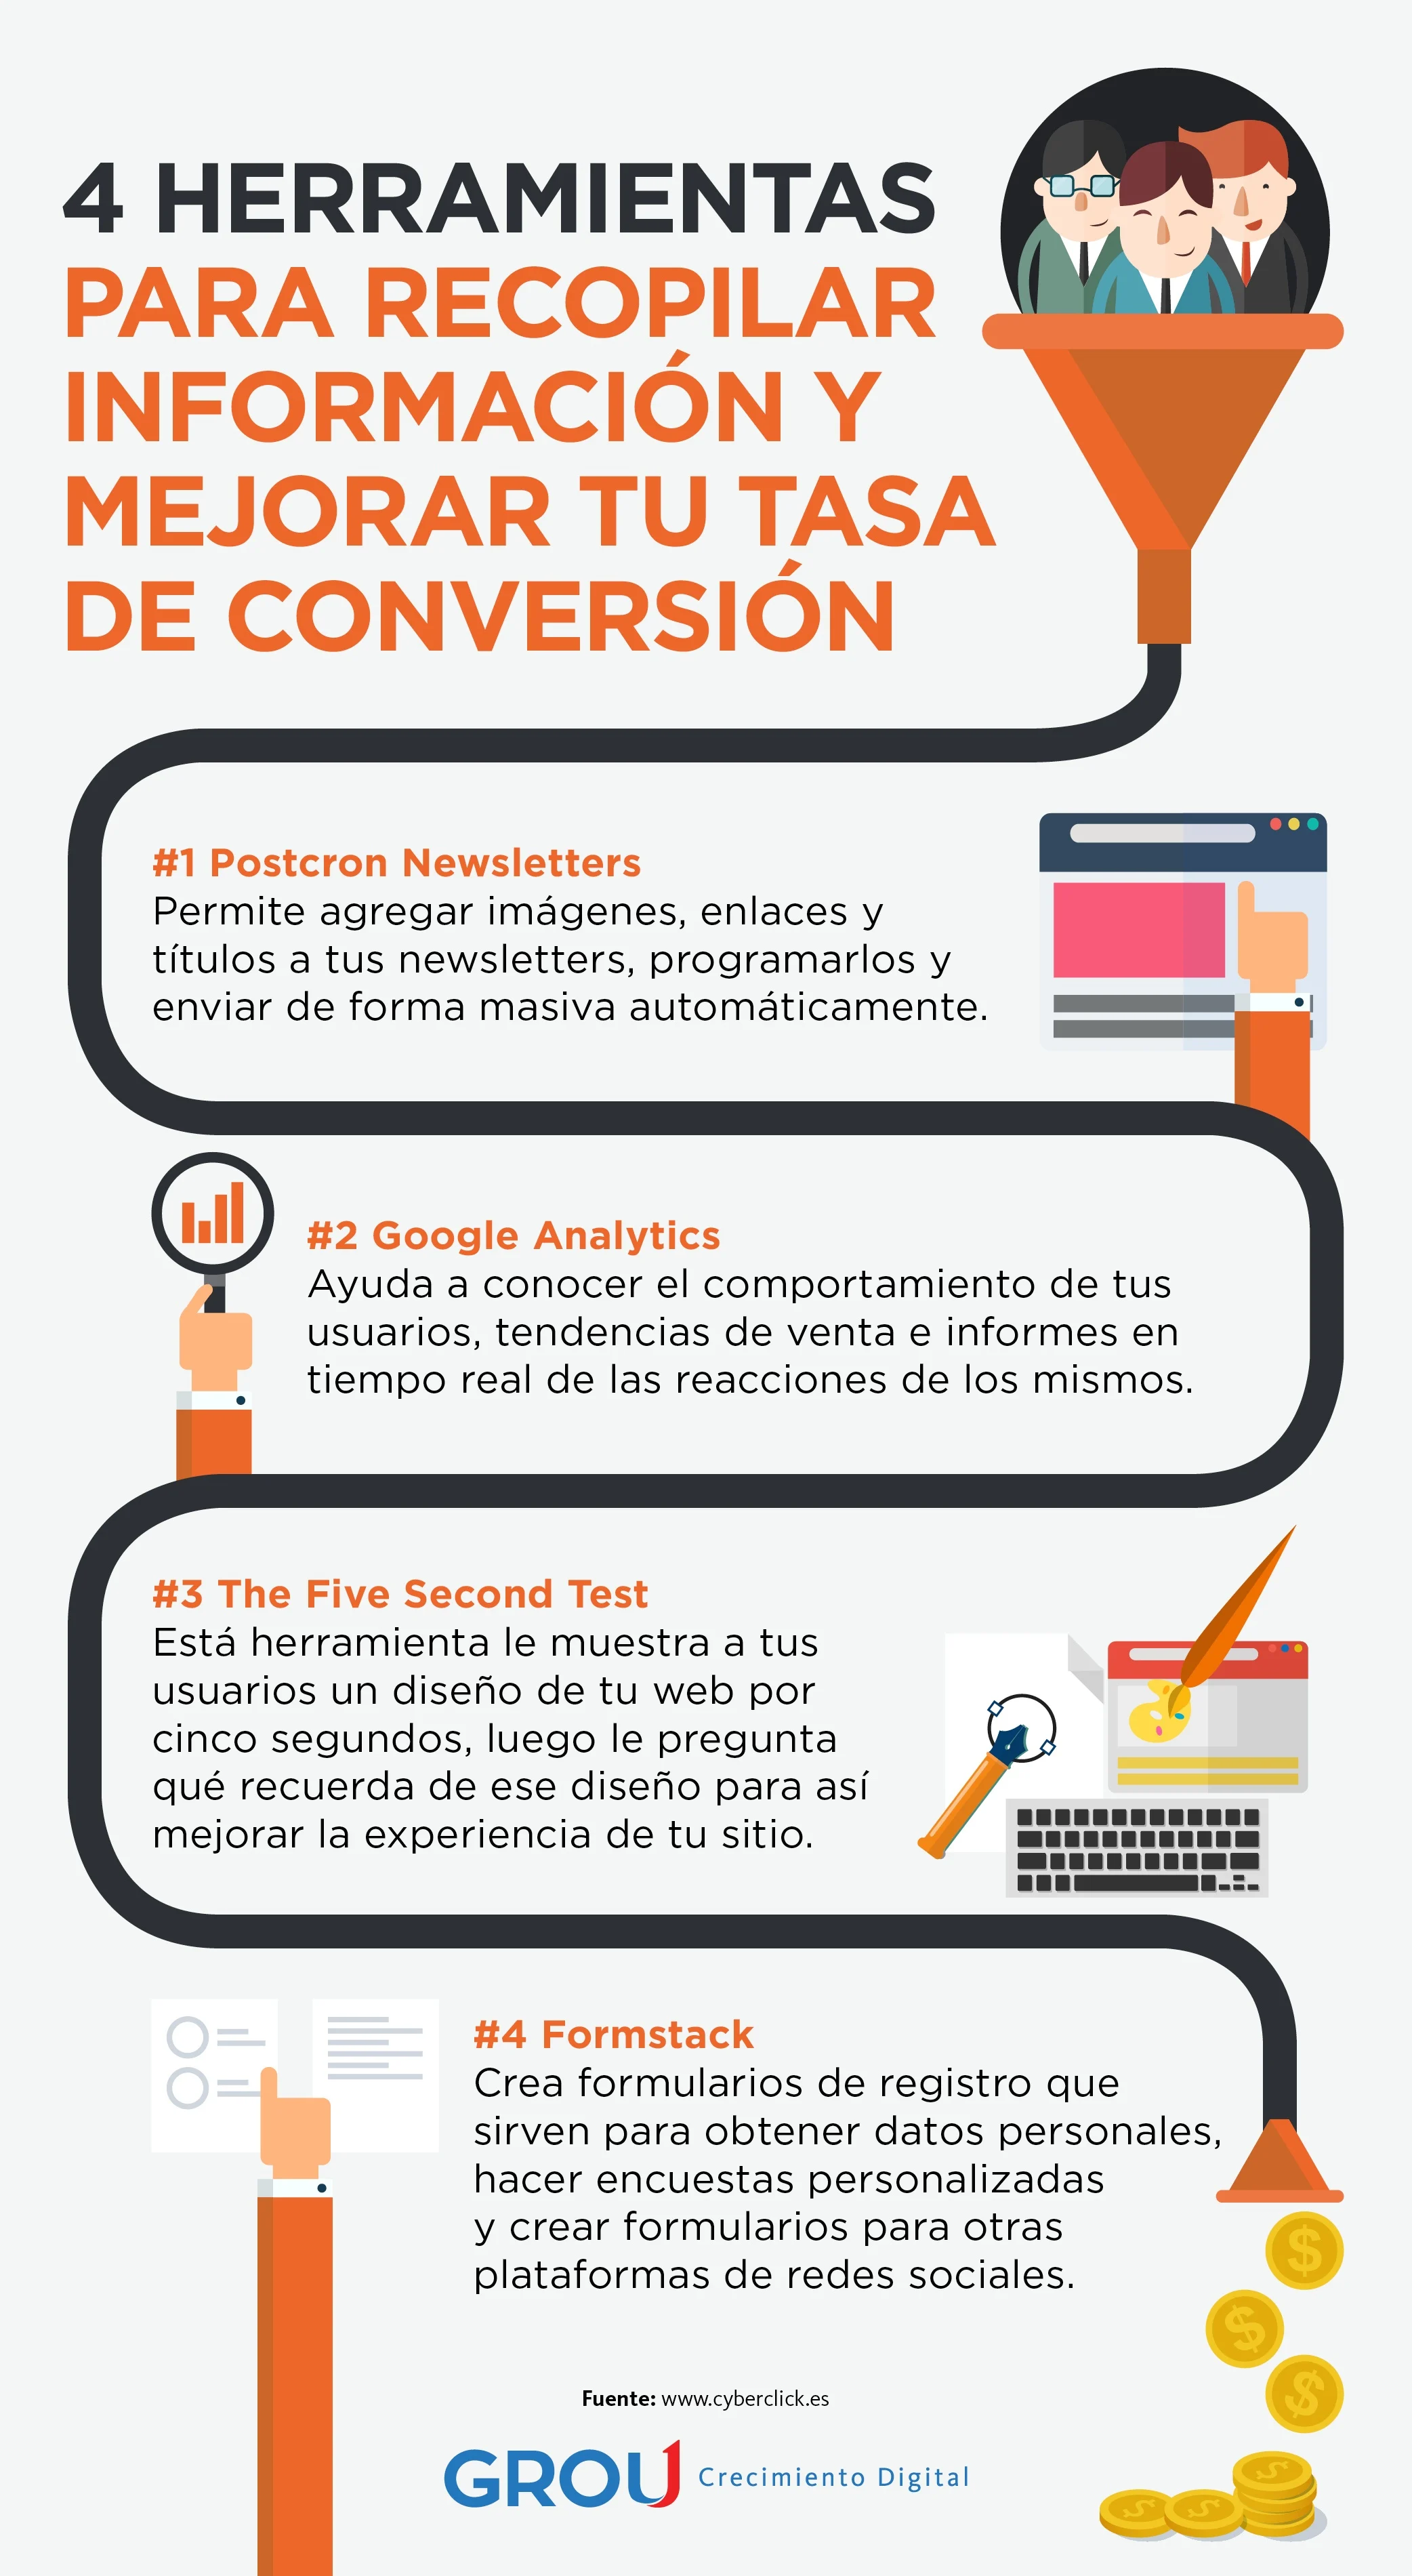 4 HERRAMIENTAS
PARA RECOPILAR
INFORMACIÓN Y
MEJORAR TU TASA
DE CONVERSIÓN
#1 Postcron Newsletters
Permite agregar imágenes, enlaces y
títulos a tus newsletters, programarlos y
enviar de forma masiva automáticamente.
#2 Google Analytics
Ayuda a conocer el comportamiento de tus
usuarios, tendencias de venta e informes en
tiempo real de las reacciones de los mismos.
#3 The Five Second Test
Está herramienta le muestra a tus
usuarios un diseño de tu web por
cinco segundos, luego le pregunta
qué recuerda de ese diseño para así
mejorar la experiencia de tu sitio.
#4 Formstack
Crea formularios de registro que
sirven para obtener datos personales,
hacer encuestas personalizadas
y crear formularios para otras
plataformas de redes sociales.
$
$
$
$
$ $
Fuente: www.cyberclick.es
GROU Crecimiento Digital